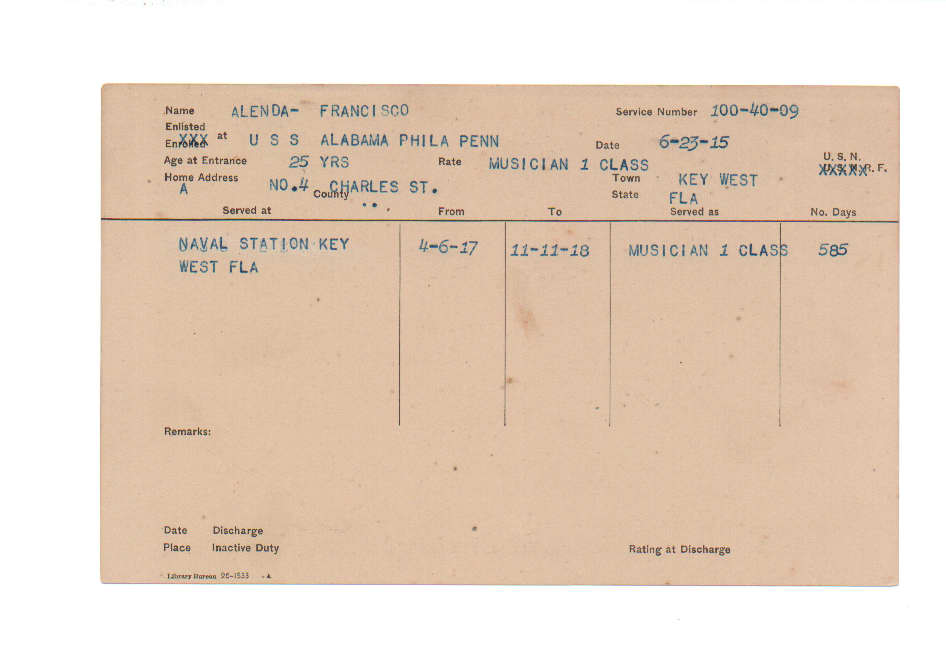 Name ALENDA- FRANCISCO Service Number 100-40-09
Enlisted
Enrolled XXX at U S S ALABAMA PHILA PENN Date 6-23-15
Age at Entrance 25 YRS Rate MUSICIAN 1 CLASS U. S. N.
U. S. N. R. F. XXXXX
Home Address NO.4 CHARLES ST. Town KEY WEST
A County State FLA
Served at From To Served as No. Days
NAVAL STATION KEY 4-6-17 11-11-18 MUSICIAN 1 CLASS 585
WEST FLA
Remarks:
Date Discharge
Place Inactive Duty Rating at Discharge
Library Bureau 26-1533 A